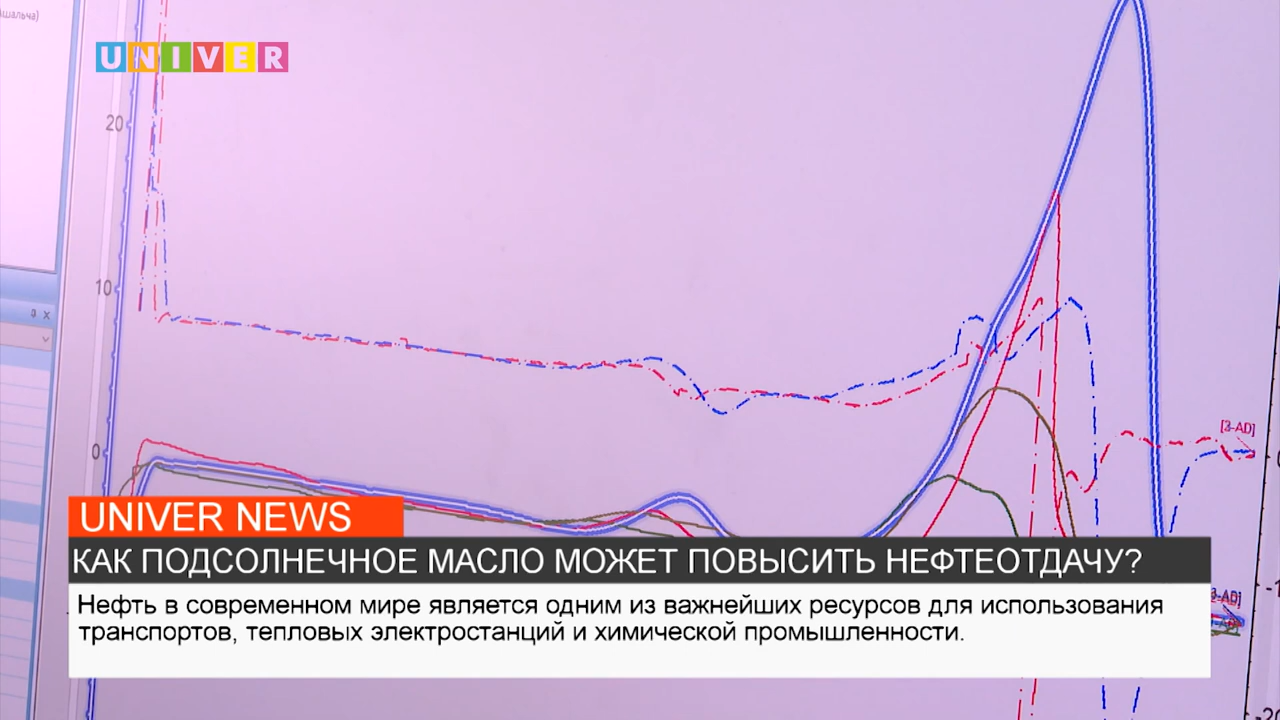 UNIVER
20
10
0
[3-AD]
UNIVER NEWS
КАК ПОДСОЛНЕЧНОЕ МАСЛО МОЖЕТ ПОВЫСИТЬ НЕФТЕОТДАЧУ?
Нефть в современном мире является одним из важнейших ресурсов для использования
транспортов, тепловых электростанций и химической промышленности.